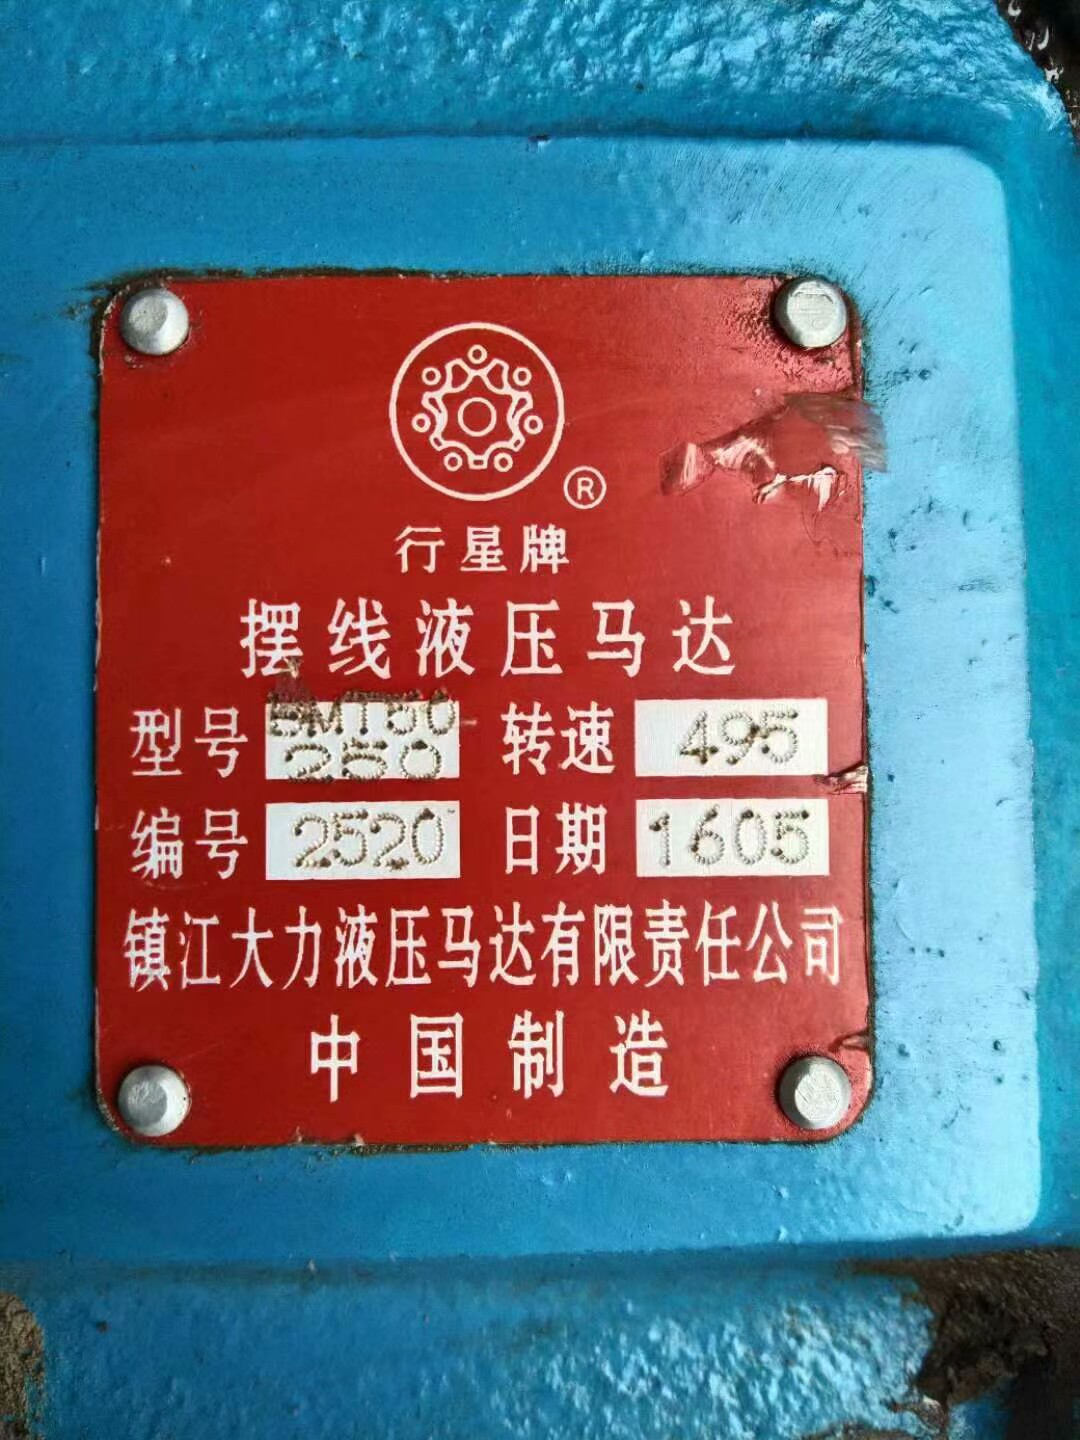 ®
行星牌
摆线液压马达
型号 BMT50 250 转速 495
编号 2520 日期 1605
镇江大力液压马达有限责任公司
中国制造